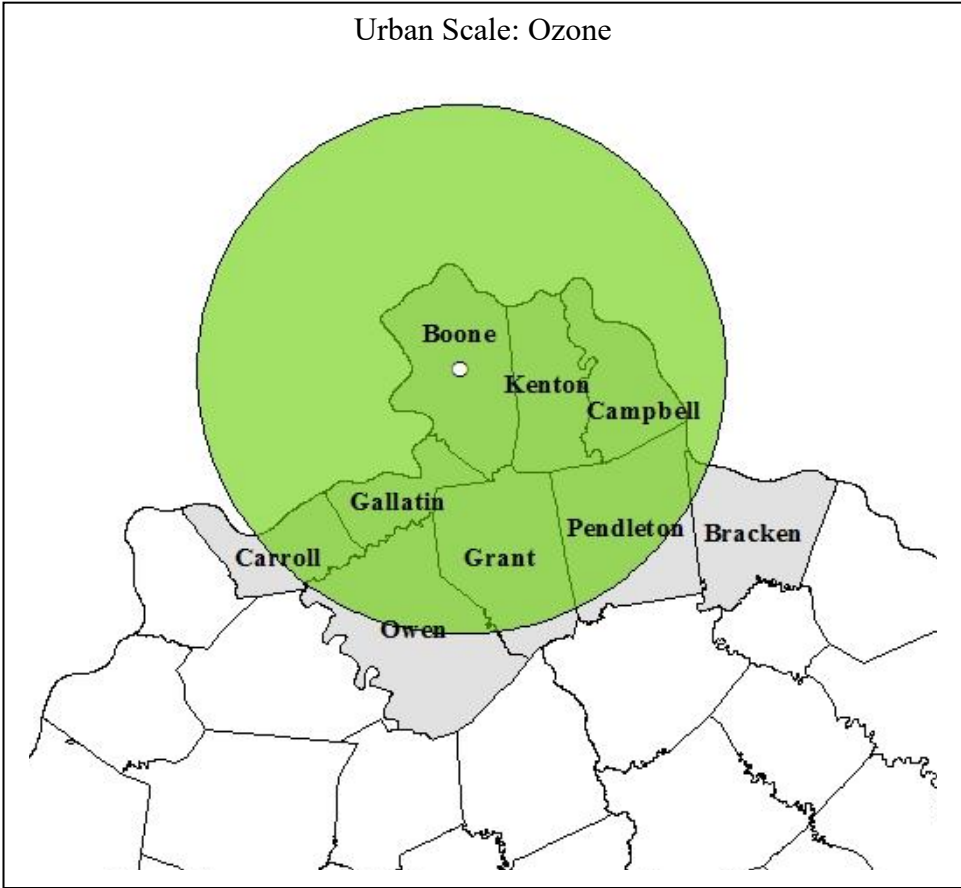 Urban Scale: Ozone
Boone
Kenton
Campbell
Gallatin
Pendleton
Bracken
Carroll
Grant
Owen